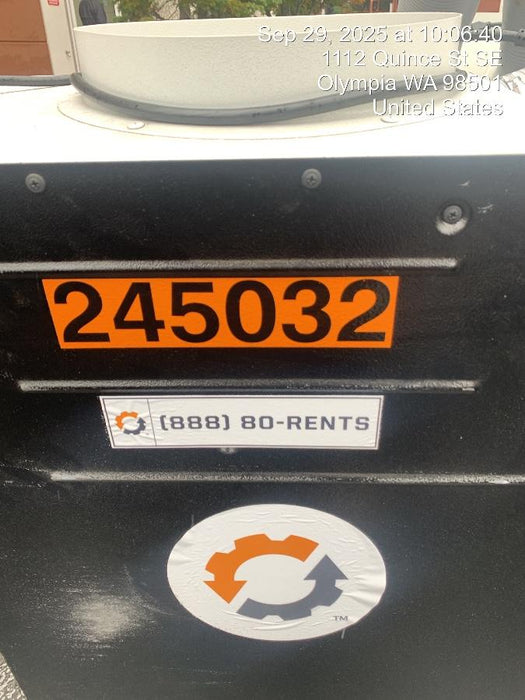 Sep 29, 2025 at 10:06:40
1112 Quince St SE
Olympia WA 98501
United States
245032
(888) 80-RENTS
TM